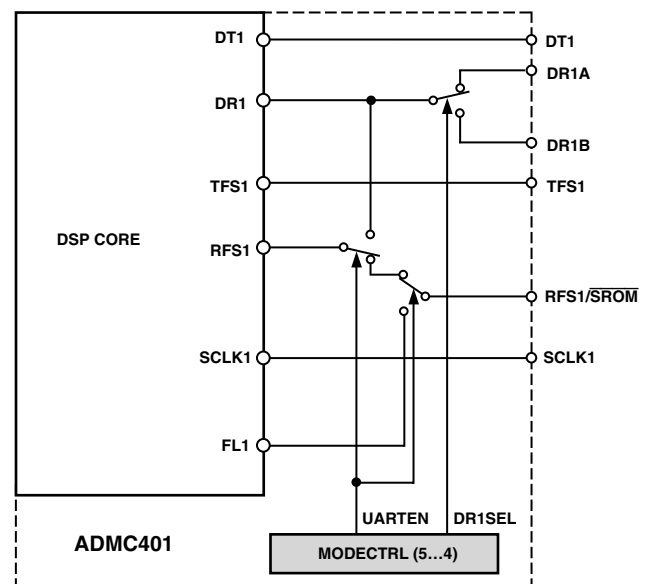 DT1
DT1
DR1A
DR1
DR1B
TFS1
TFS1
DSP CORE
RFS1
RFS1/SROM
SCLK1
SCLK1
FL1
UARTEN
DR1SEL
ADMC401
MODECTRL (5...4)